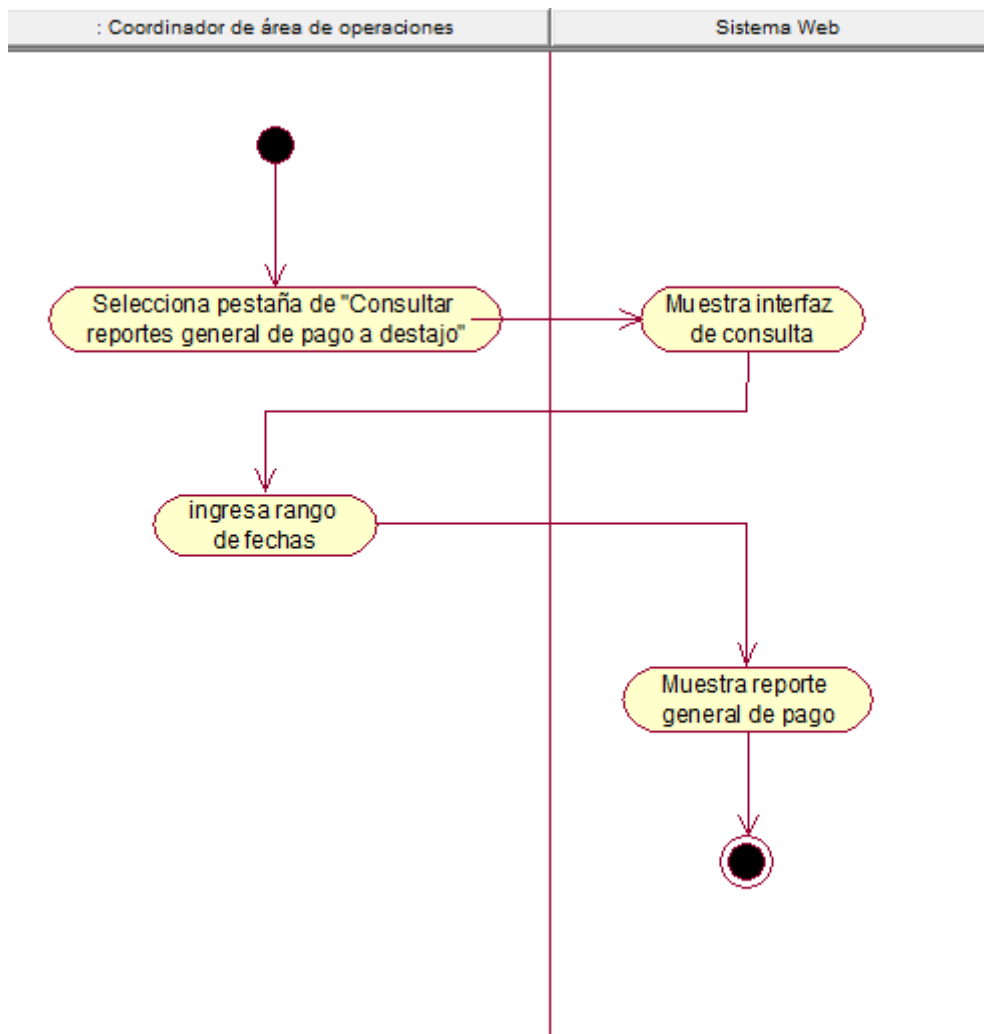 : Coordinador de área de operaciones
Sistema Web
Selecciona pestaña de "Consultar
reportes general de pago a destajo"
Muestra interfaz
de consulta
ingresa rango
de fechas
Muestra reporte
general de pago